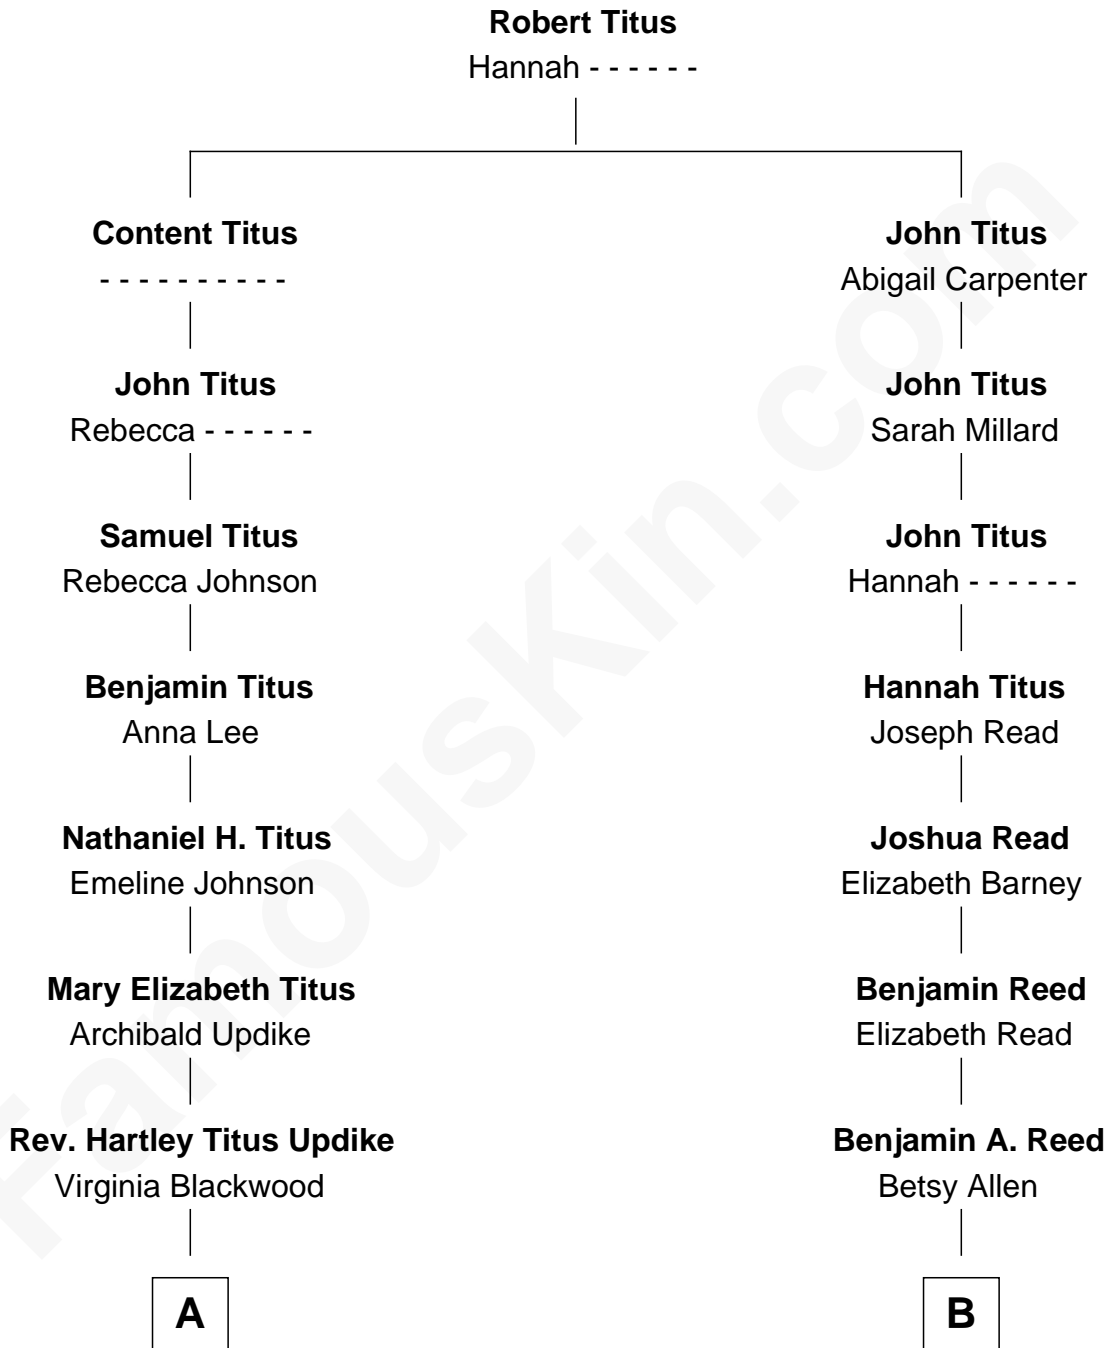 Robert Titus
Hannah - - - - - -
Content Titus
- - - - - - - - - -
John Titus
Rebecca - - - - - -
Samuel Titus
Rebecca Johnson
Benjamin Titus
Anna Lee
Nathaniel H. Titus
Emeline Johnson
Mary Elizabeth Titus
Archibald Updike
Rev. Hartley Titus Updike
Virginia Blackwood
A
John Titus
Abigail Carpenter
John Titus
Sarah Millard
John Titus
Hannah - - - - - -
Hannah Titus
Joseph Read
Joshua Read
Elizabeth Barney
Benjamin Reed
Elizabeth Read
Benjamin A. Reed
Betsy Allen
B
FamousKin.com